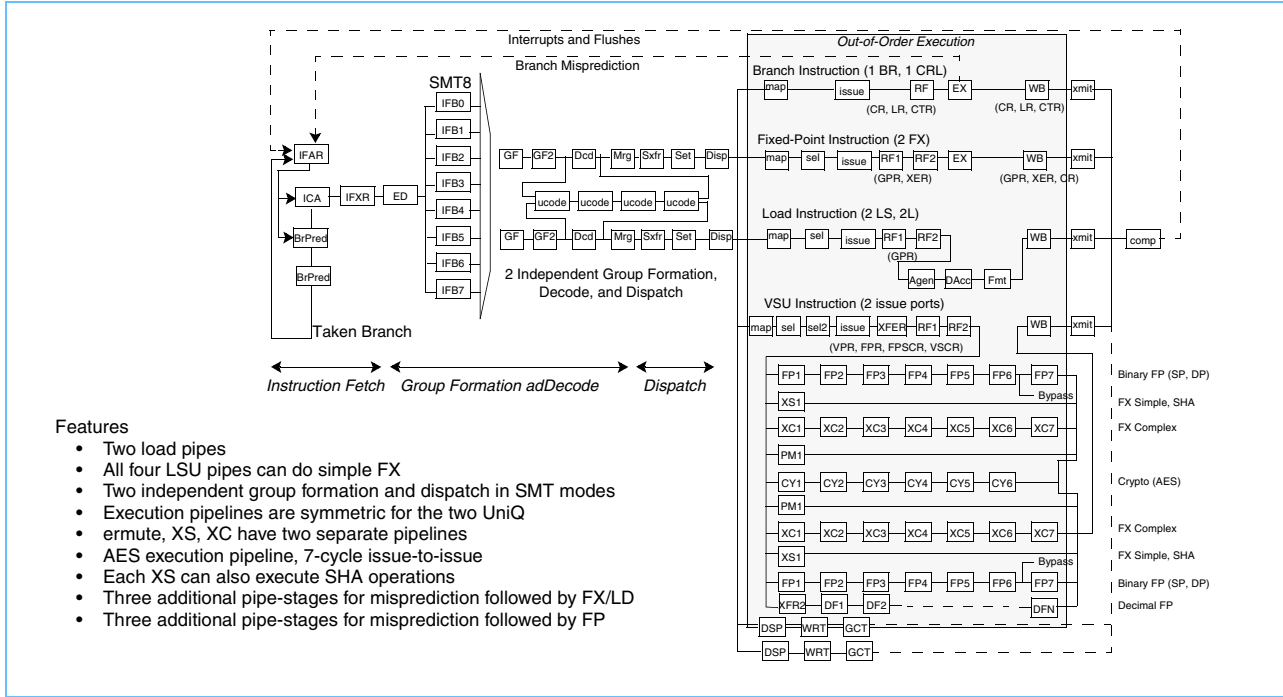 Interrupts and Flushes
Out-of-Order Execution
Branch Misprediction
Branch Instruction (1 BR, 1 CRL)
SMT8
map issue RF EX WB xmit
(CR, LR, CTR) (CR, LR, CTR)
IFB0
IFB1
IFB2
IFB3
IFB4
IFB5
IFB6
IFB7
IFAR
ICA IFXR ED
BrPred
BrPred
Taken Branch
Fixed-Point Instruction (2 FX)
GF GF2 Dcd Mrg Sxfr Set Disp
map sel issue RF1 RF2 EX WB xmit
(GPR, XER) (GPR, XER, CR)
ucode ucode ucode ucode
Load Instruction (2 LS, 2L)
GF GF2 Dcd Mrg Sxfr Set Disp
map sel issue RF1 RF2 WB xmit comp
(GPR)
Agen DAcc Fmt
2 Independent Group Formation,
Decode, and Dispatch
VSU Instruction (2 issue ports)
map sel sel2 issue XFER RF1 RF2 WB xmit
(VPR, FPR, FPSCR, VSCR)
Instruction Fetch Group Formation adDecode Dispatch
FP1 FP2 FP3 FP4 FP5 FP6 FP7 Binary FP (SP, DP)
Bypass
XS1 FX Simple, SHA
XC1 XC2 XC3 XC4 XC5 XC6 XC7 FX Complex
PM1
CY1 CY2 CY3 CY4 CY5 CY6 Crypto (AES)
PM1
XC1 XC2 XC3 XC4 XC5 XC6 XC7 FX Complex
XS1 FX Simple, SHA
Bypass
FP1 FP2 FP3 FP4 FP5 FP6 FP7 Binary FP (SP, DP)
XFR2 DF1 DF2 DFN Decimal FP
DSP WRT GCT
DSP WRT GCT
Features
• Two load pipes
• All four LSU pipes can do simple FX
• Two independent group formation and dispatch in SMT modes
• Execution pipelines are symmetric for the two UniQ
• ermute, XS, XC have two separate pipelines
• AES execution pipeline, 7-cycle issue-to-issue
• Each XS can also execute SHA operations
• Three additional pipe-stages for misprediction followed by FX/LD
• Three additional pipe-stages for misprediction followed by FP